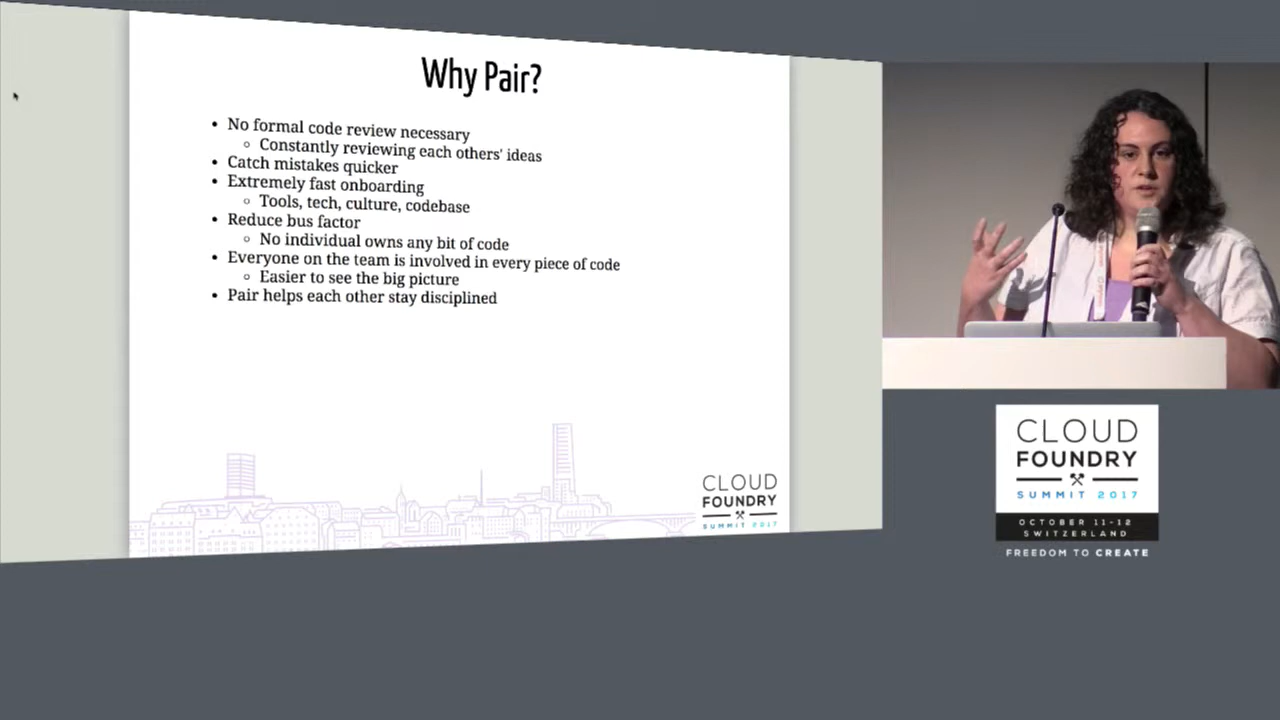 Why Pair?
• No formal code review necessary
◦ Constantly reviewing each others' ideas
• Catch mistakes quicker
• Extremely fast onboarding
◦ Tools, tech, culture, codebase
• Reduce bus factor
◦ No individual owns any bit of code
• Everyone on the team is involved in every piece of code
◦ Easier to see the big picture
• Pair helps each other stay disciplined
CLOUD
FOUNDRY
SUMMIT 2017
CLOUD
FOUNDRY
SUMMIT 2017
OCTOBER 11-12
SWITZERLAND
FREEDOM TO CREATE